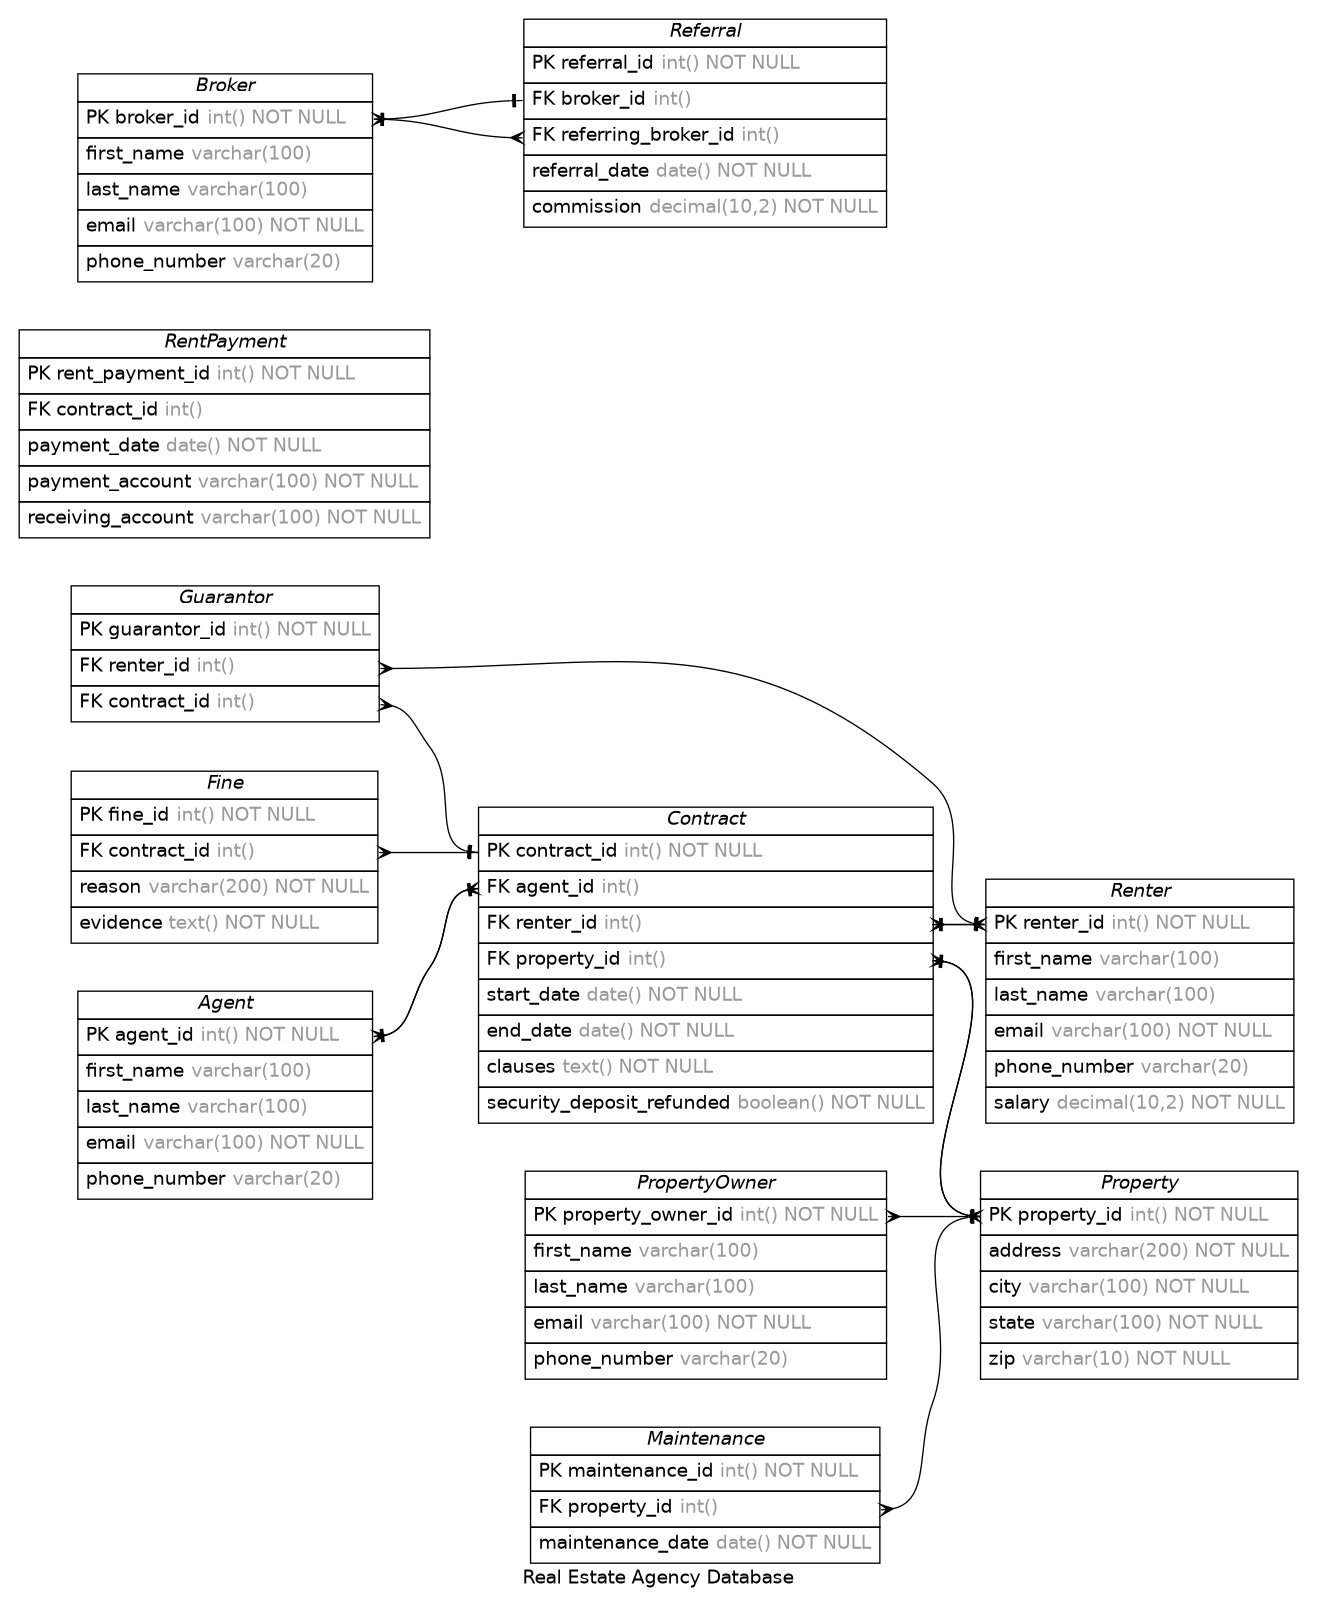 Referral
PK referral_id int() NOT NULL
FK broker_id int()
FK referring_broker_id int()
referral_date date() NOT NULL
commission decimal(10,2) NOT NULL
Broker
PK broker_id int() NOT NULL
first_name varchar(100)
last_name varchar(100)
email varchar(100) NOT NULL
phone_number varchar(20)
RentPayment
PK rent_payment_id int() NOT NULL
FK contract_id int()
payment_date date() NOT NULL
payment_account varchar(100) NOT NULL
receiving_account varchar(100) NOT NULL
Guarantor
PK guarantor_id int() NOT NULL
FK renter_id int()
FK contract_id int()
Fine
PK fine_id int() NOT NULL
FK contract_id int()
reason varchar(200) NOT NULL
evidence text() NOT NULL
Contract
PK contract_id int() NOT NULL
FK agent_id int()
FK renter_id int()
FK property_id int()
start_date date() NOT NULL
end_date date() NOT NULL
clauses text() NOT NULL
security_deposit_refunded boolean() NOT NULL
Renter
PK renter_id int() NOT NULL
first_name varchar(100)
last_name varchar(100)
email varchar(100) NOT NULL
phone_number varchar(20)
salary decimal(10,2) NOT NULL
Agent
PK agent_id int() NOT NULL
first_name varchar(100)
last_name varchar(100)
email varchar(100) NOT NULL
phone_number varchar(20)
PropertyOwner
PK property_owner_id int() NOT NULL
first_name varchar(100)
last_name varchar(100)
email varchar(100) NOT NULL
phone_number varchar(20)
Property
PK property_id int() NOT NULL
address varchar(200) NOT NULL
city varchar(100) NOT NULL
state varchar(100) NOT NULL
zip varchar(10) NOT NULL
Maintenance
PK maintenance_id int() NOT NULL
FK property_id int()
maintenance_date date() NOT NULL
Real Estate Agency Database